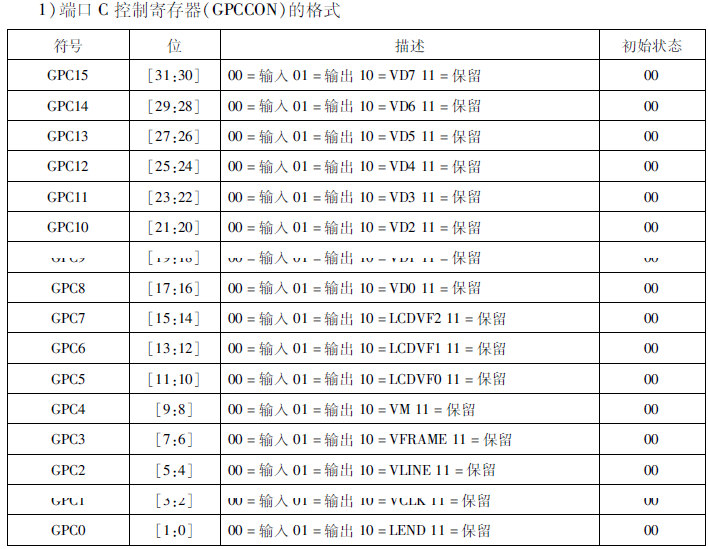 1)端口 C 控制寄存器(GPCCON)的格式
符号 位 描述 初始状态
GPC15 [31:30] 00=输入 01=输出 10=VD7 11=保留 00
GPC14 [29:28] 00=输入 01=输出 10=VD6 11=保留 00
GPC13 [27:26] 00=输入 01=输出 10=VD5 11=保留 00
GPC12 [25:24] 00=输入 01=输出 10=VD4 11=保留 00
GPC11 [23:22] 00=输入 01=输出 10=VD3 11=保留 00
GPC10 [21:20] 00=输入 01=输出 10=VD2 11=保留 00
GPC9 [19:18] 00=输入 01=输出 10=VD1 11=保留 00
GPC8 [17:16] 00=输入 01=输出 10=VD0 11=保留 00
GPC7 [15:14] 00=输入 01=输出 10=LCDVF2 11=保留 00
GPC6 [13:12] 00=输入 01=输出 10=LCDVF1 11=保留 00
GPC5 [11:10] 00=输入 01=输出 10=LCDVF0 11=保留 00
GPC4 [9:8] 00=输入 01=输出 10=VM 11=保留 00
GPC3 [7:6] 00=输入 01=输出 10=VFRAME 11=保留 00
GPC2 [5:4] 00=输入 01=输出 10=VLINE 11=保留 00
GPC1 [3:2] 00=输入 01=输出 10=VCLK 11=保留 00
GPC0 [1:0] 00=输入 01=输出 10=LEND 11=保留 00